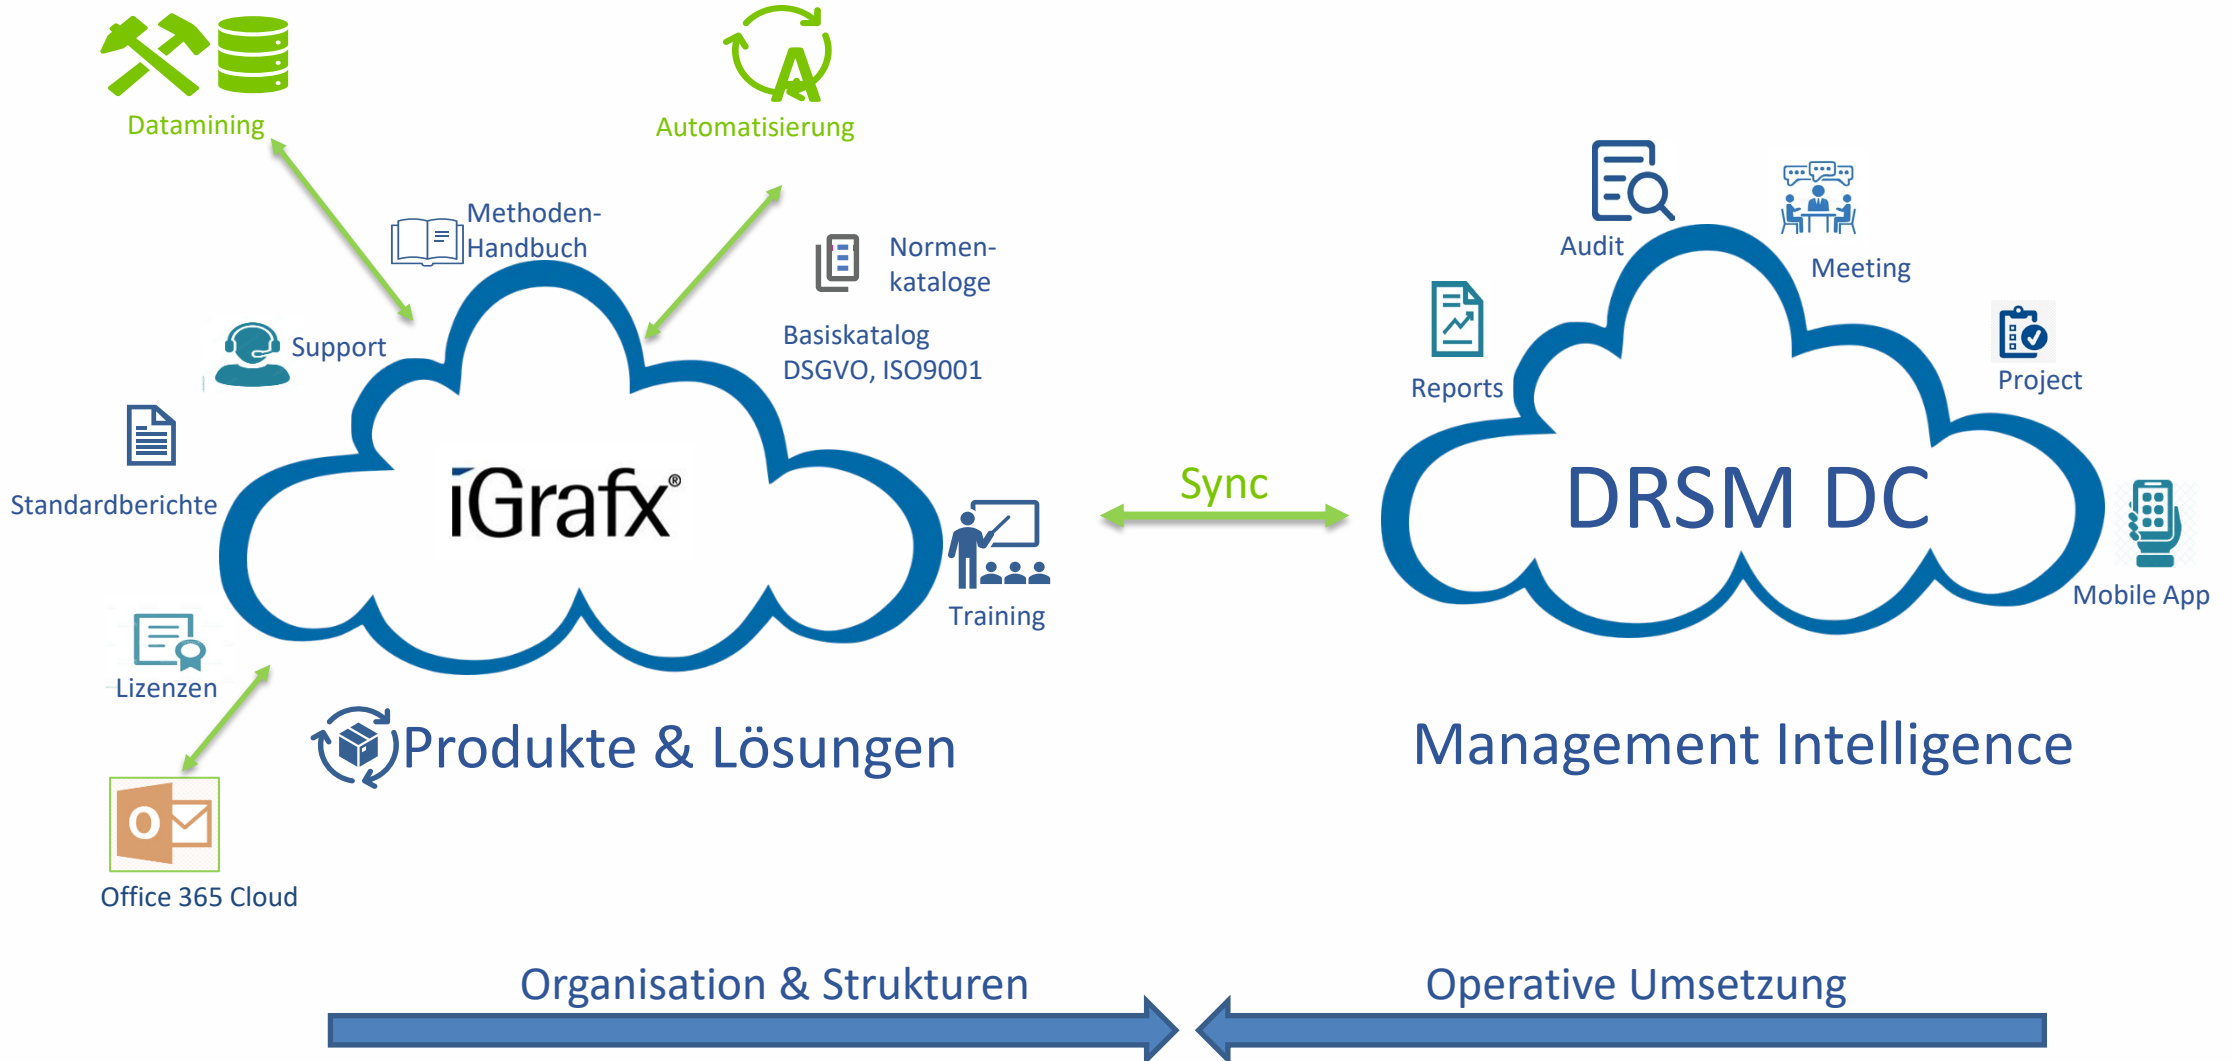 Datamining
Automatisierung
Methoden-
Handbuch
Normen-
kataloge
Basiskatalog
DSGVO, ISO9001
Support
Standardberichte
iGrafx®
Training
Lizenzen
Office 365 Cloud
Produkte & Lösungen
Sync
Audit
Meeting
Reports
Project
DRSM DC
Mobile App
Management Intelligence
Organisation & Strukturen
Operative Umsetzung